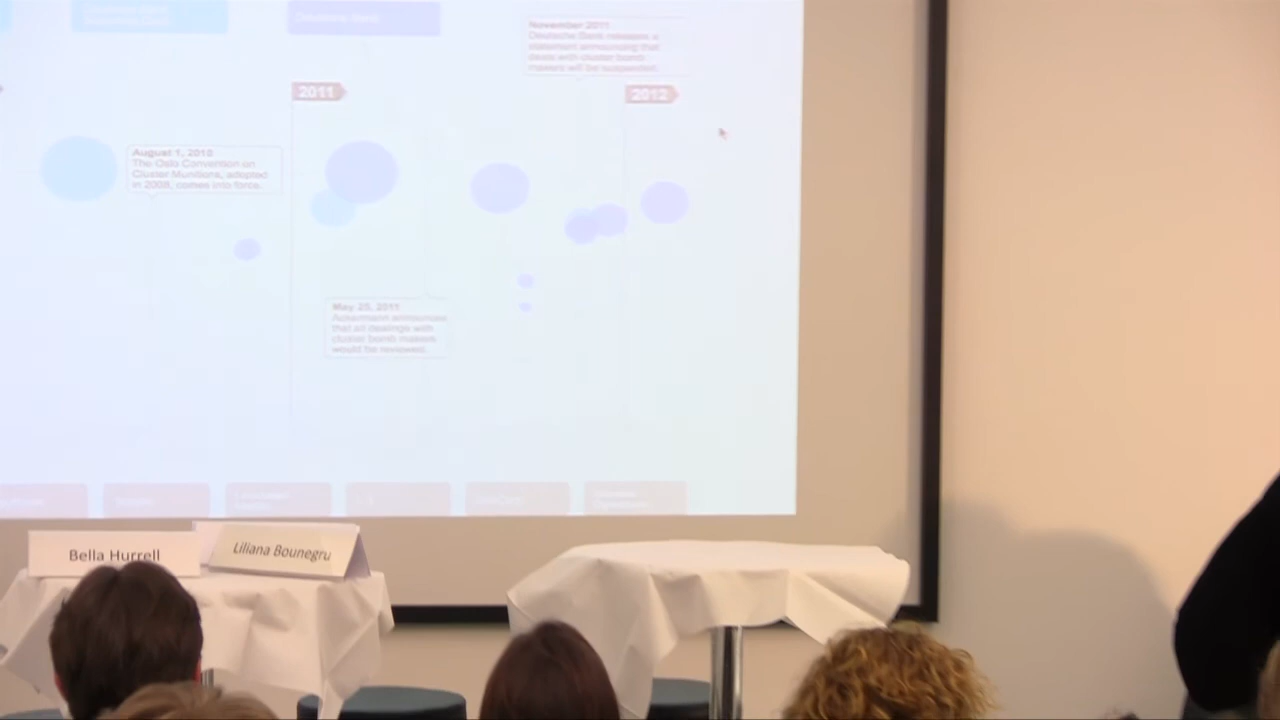 Deutsche Bank
November 2011
Deutsche Bank releases a
statement announcing that
deals with cluster bomb
makers will be suspended.
2011
2012
August 1, 2010
The Oslo Convention on
Cluster Munitions, adopted
in 2008, comes into force.
May 25, 2011
Ackermann announces
that all dealings with
cluster bomb makers
would be reviewed.
Bella Hurrell
Liliana Bounegru